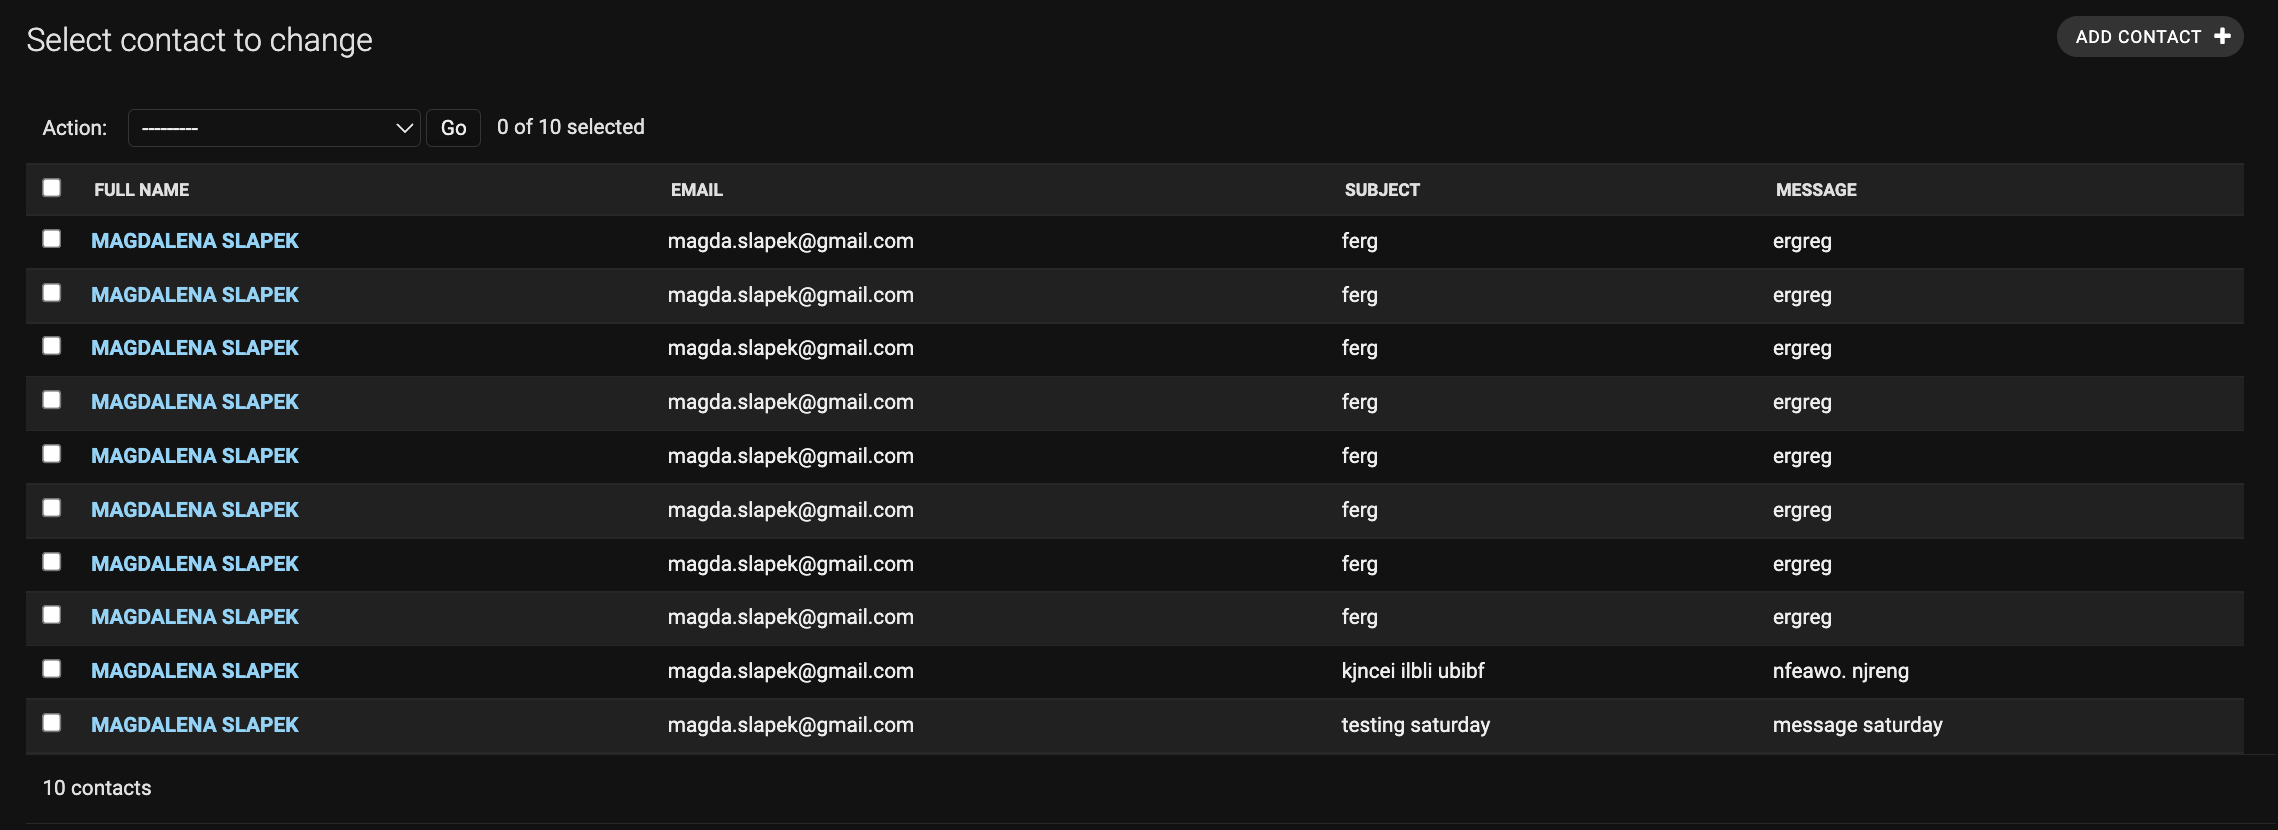 Select contact to change
ADD CONTACT
Action: --------- Go 0 of 10 selected
FULL NAME EMAIL SUBJECT MESSAGE
MAGDALENA SLAPEK magda.slapek@gmail.com ferg ergreg
MAGDALENA SLAPEK magda.slapek@gmail.com ferg ergreg
MAGDALENA SLAPEK magda.slapek@gmail.com ferg ergreg
MAGDALENA SLAPEK magda.slapek@gmail.com ferg ergreg
MAGDALENA SLAPEK magda.slapek@gmail.com ferg ergreg
MAGDALENA SLAPEK magda.slapek@gmail.com ferg ergreg
MAGDALENA SLAPEK magda.slapek@gmail.com ferg ergreg
MAGDALENA SLAPEK magda.slapek@gmail.com ferg ergreg
MAGDALENA SLAPEK magda.slapek@gmail.com kjncei ilbli ubibf nfeawo. njreng
MAGDALENA SLAPEK magda.slapek@gmail.com testing saturday message saturday
10 contacts